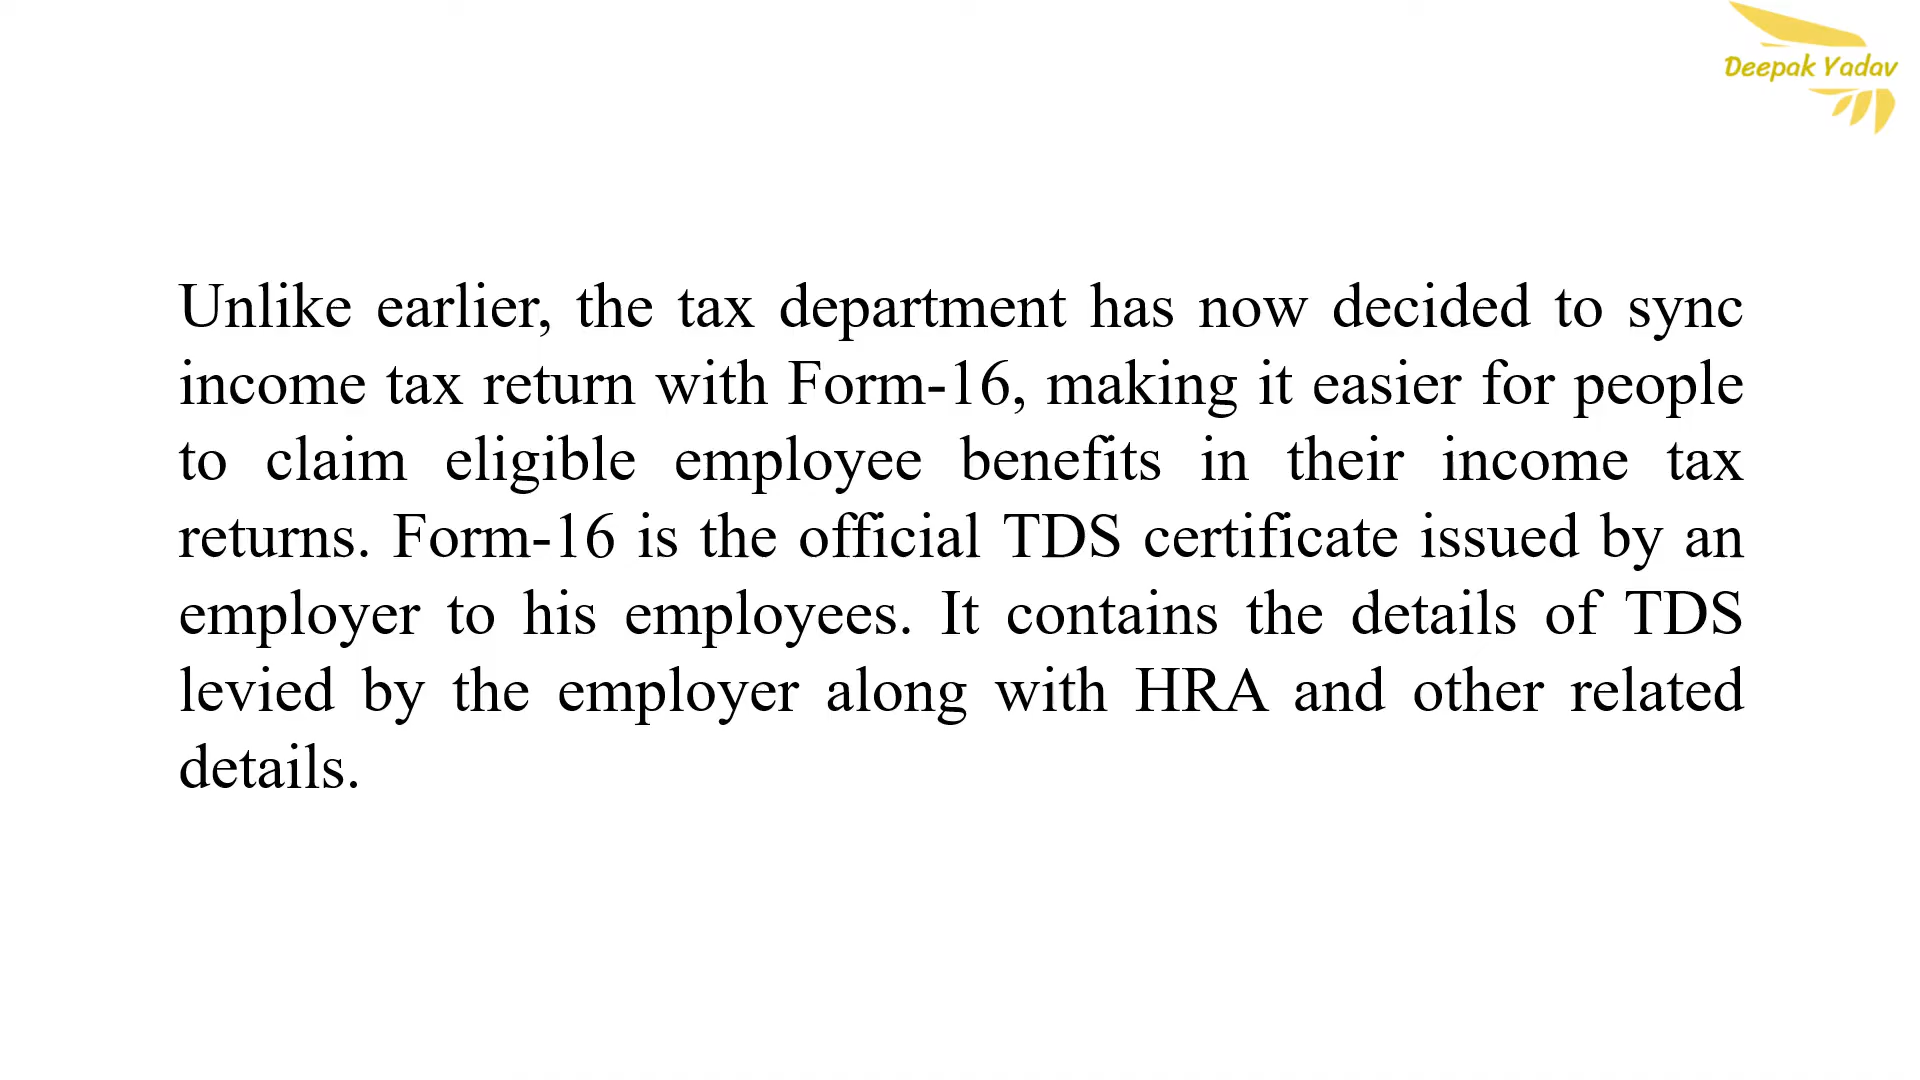 Deepak Yadav
Unlike earlier, the tax department has now decided to sync
income tax return with Form-16, making it easier for people
to claim eligible employee benefits in their income tax
returns. Form-16 is the official TDS certificate issued by an
employer to his employees. It contains the details of TDS
levied by the employer along with HRA and other related
details.